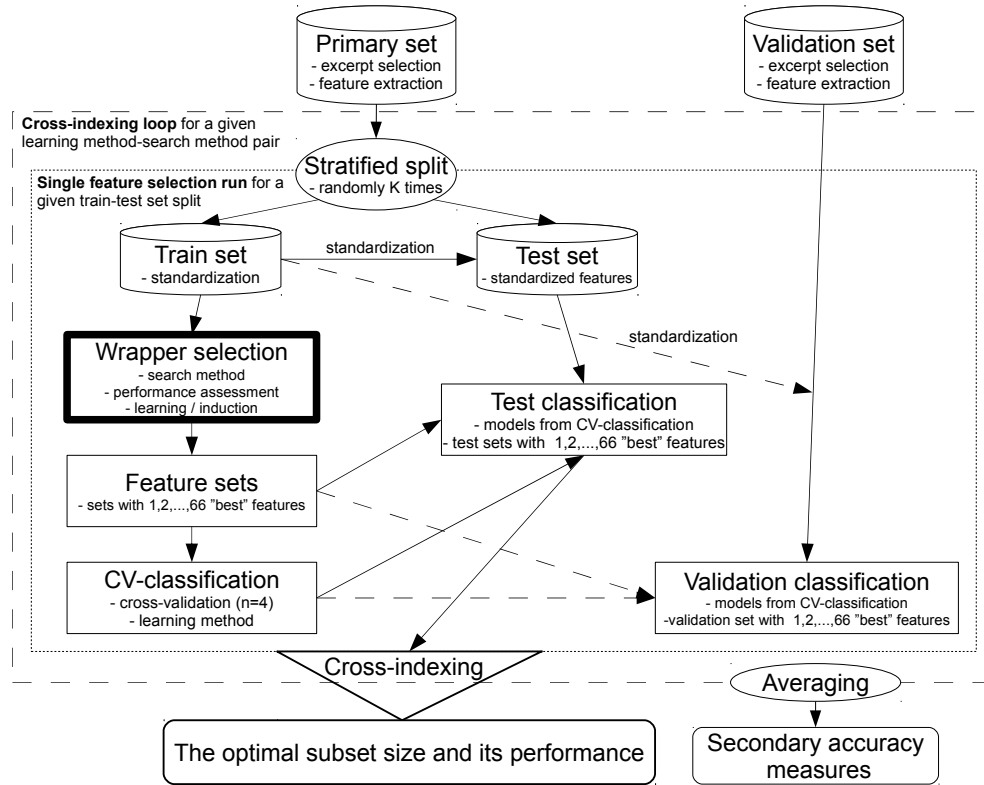 Primary set
- excerpt selection
- feature extraction
Validation set
- excerpt selection
- feature extraction
Cross-indexing loop for a given
learning method-search method pair
Stratified split
- randomly K times
Single feature selection run for a
given train-test set split
Train set
- standardization
standardization
Test set
- standardized features
standardization
Wrapper selection
- search method
- performance assessment
- learning / induction
Test classification
- models from CV-classification
- test sets with 1,2,...,66 "best" features
Feature sets
- sets with 1,2,...,66 "best" features
CV-classification
- cross-validation (n=4)
- learning method
Validation classification
- models from CV-classification
-validation set with 1,2,...,66 "best" features
Cross-indexing
Averaging
The optimal subset size and its performance
Secondary accuracy
measures